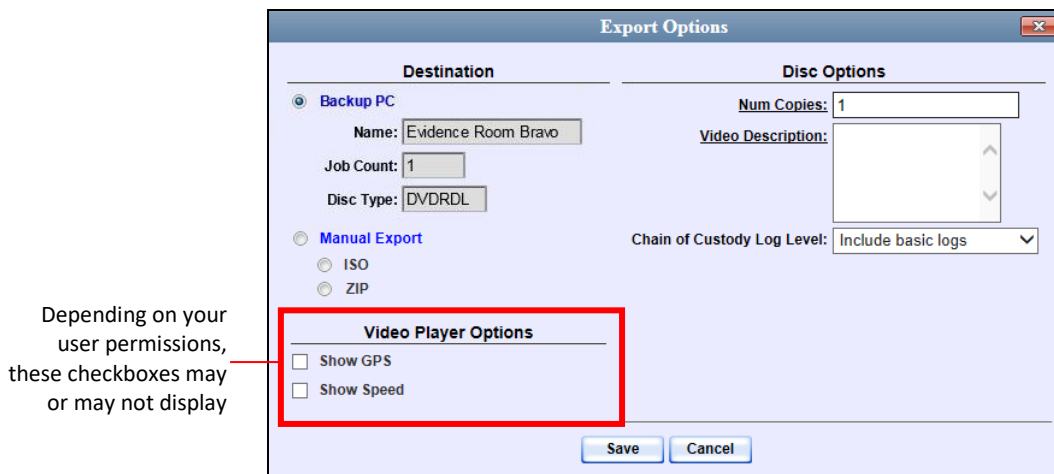 Export Options
Destination
Backup PC
Name: Evidence Room Bravo
Job Count: 1
Disc Type: DVDRDL
Manual Export
ISO
ZIP
Video Player Options
Show GPS
Show Speed
Disc Options
Num Copies: 1
Video Description:
Chain of Custody Log Level: Include basic logs
Save Cancel
Depending on your
user permissions,
these checkboxes may
or may not display